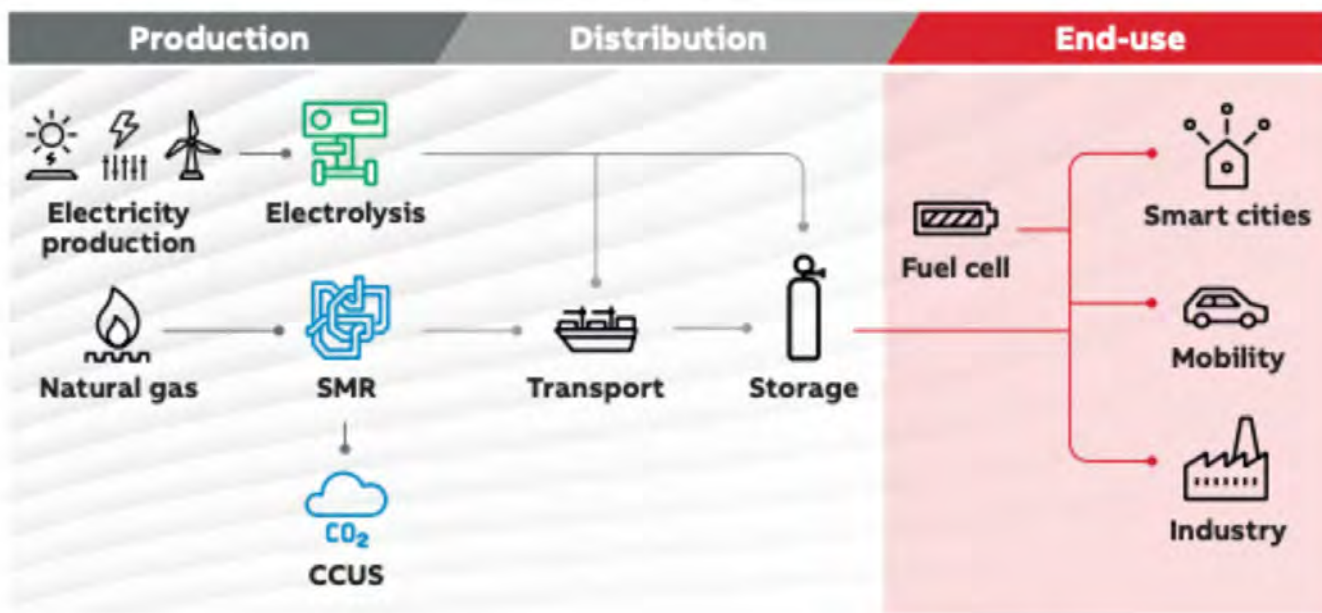 Production
Distribution
End-use
Electricity
production
Electrolysis
Fuel cell
Smart cities
Natural gas
SMR
Transport
Storage
Mobility
CO₂
CCUS
Industry